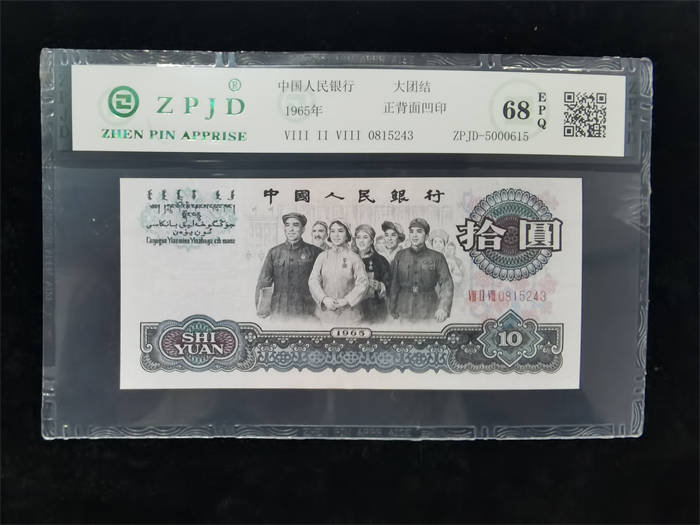 ZPJD®
ZHEN PIN APPRISE
中国人民银行 大团结
1965年 正背面凹印
VIII II VIII 0815243 ZPJD-5000615
68 EPQ
中國人民銀行
拾圓
VIII II VIII 0815243
1965
SHI
YUAN
10